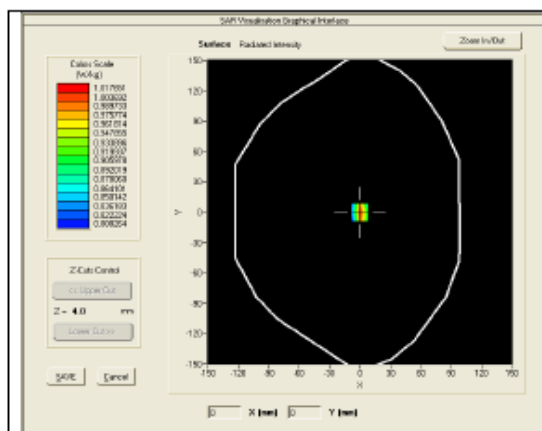 SAR Visualisation Graphical Interface
Surface Radiated Intensity
Zoom In/Out
Colors Scale
(W/kg)
1.017651
1.003692
0.989733
0.975774
0.961814
0.947855
0.933896
0.919937
0.905978
0.892019
0.878060
0.864101
0.850142
0.836183
0.822224
0.808264
150
120
90
60
30
0
-30
-60
-90
-120
-150
Y
-150 -120 -90 -60 -30 0 30 60 90 120 150
X
Z-Cuts Control
<< Upper Cut
Z = 4.0 mm
Lower Cut >>
SAVE Cancel
0 X (mm) 0 Y (mm)